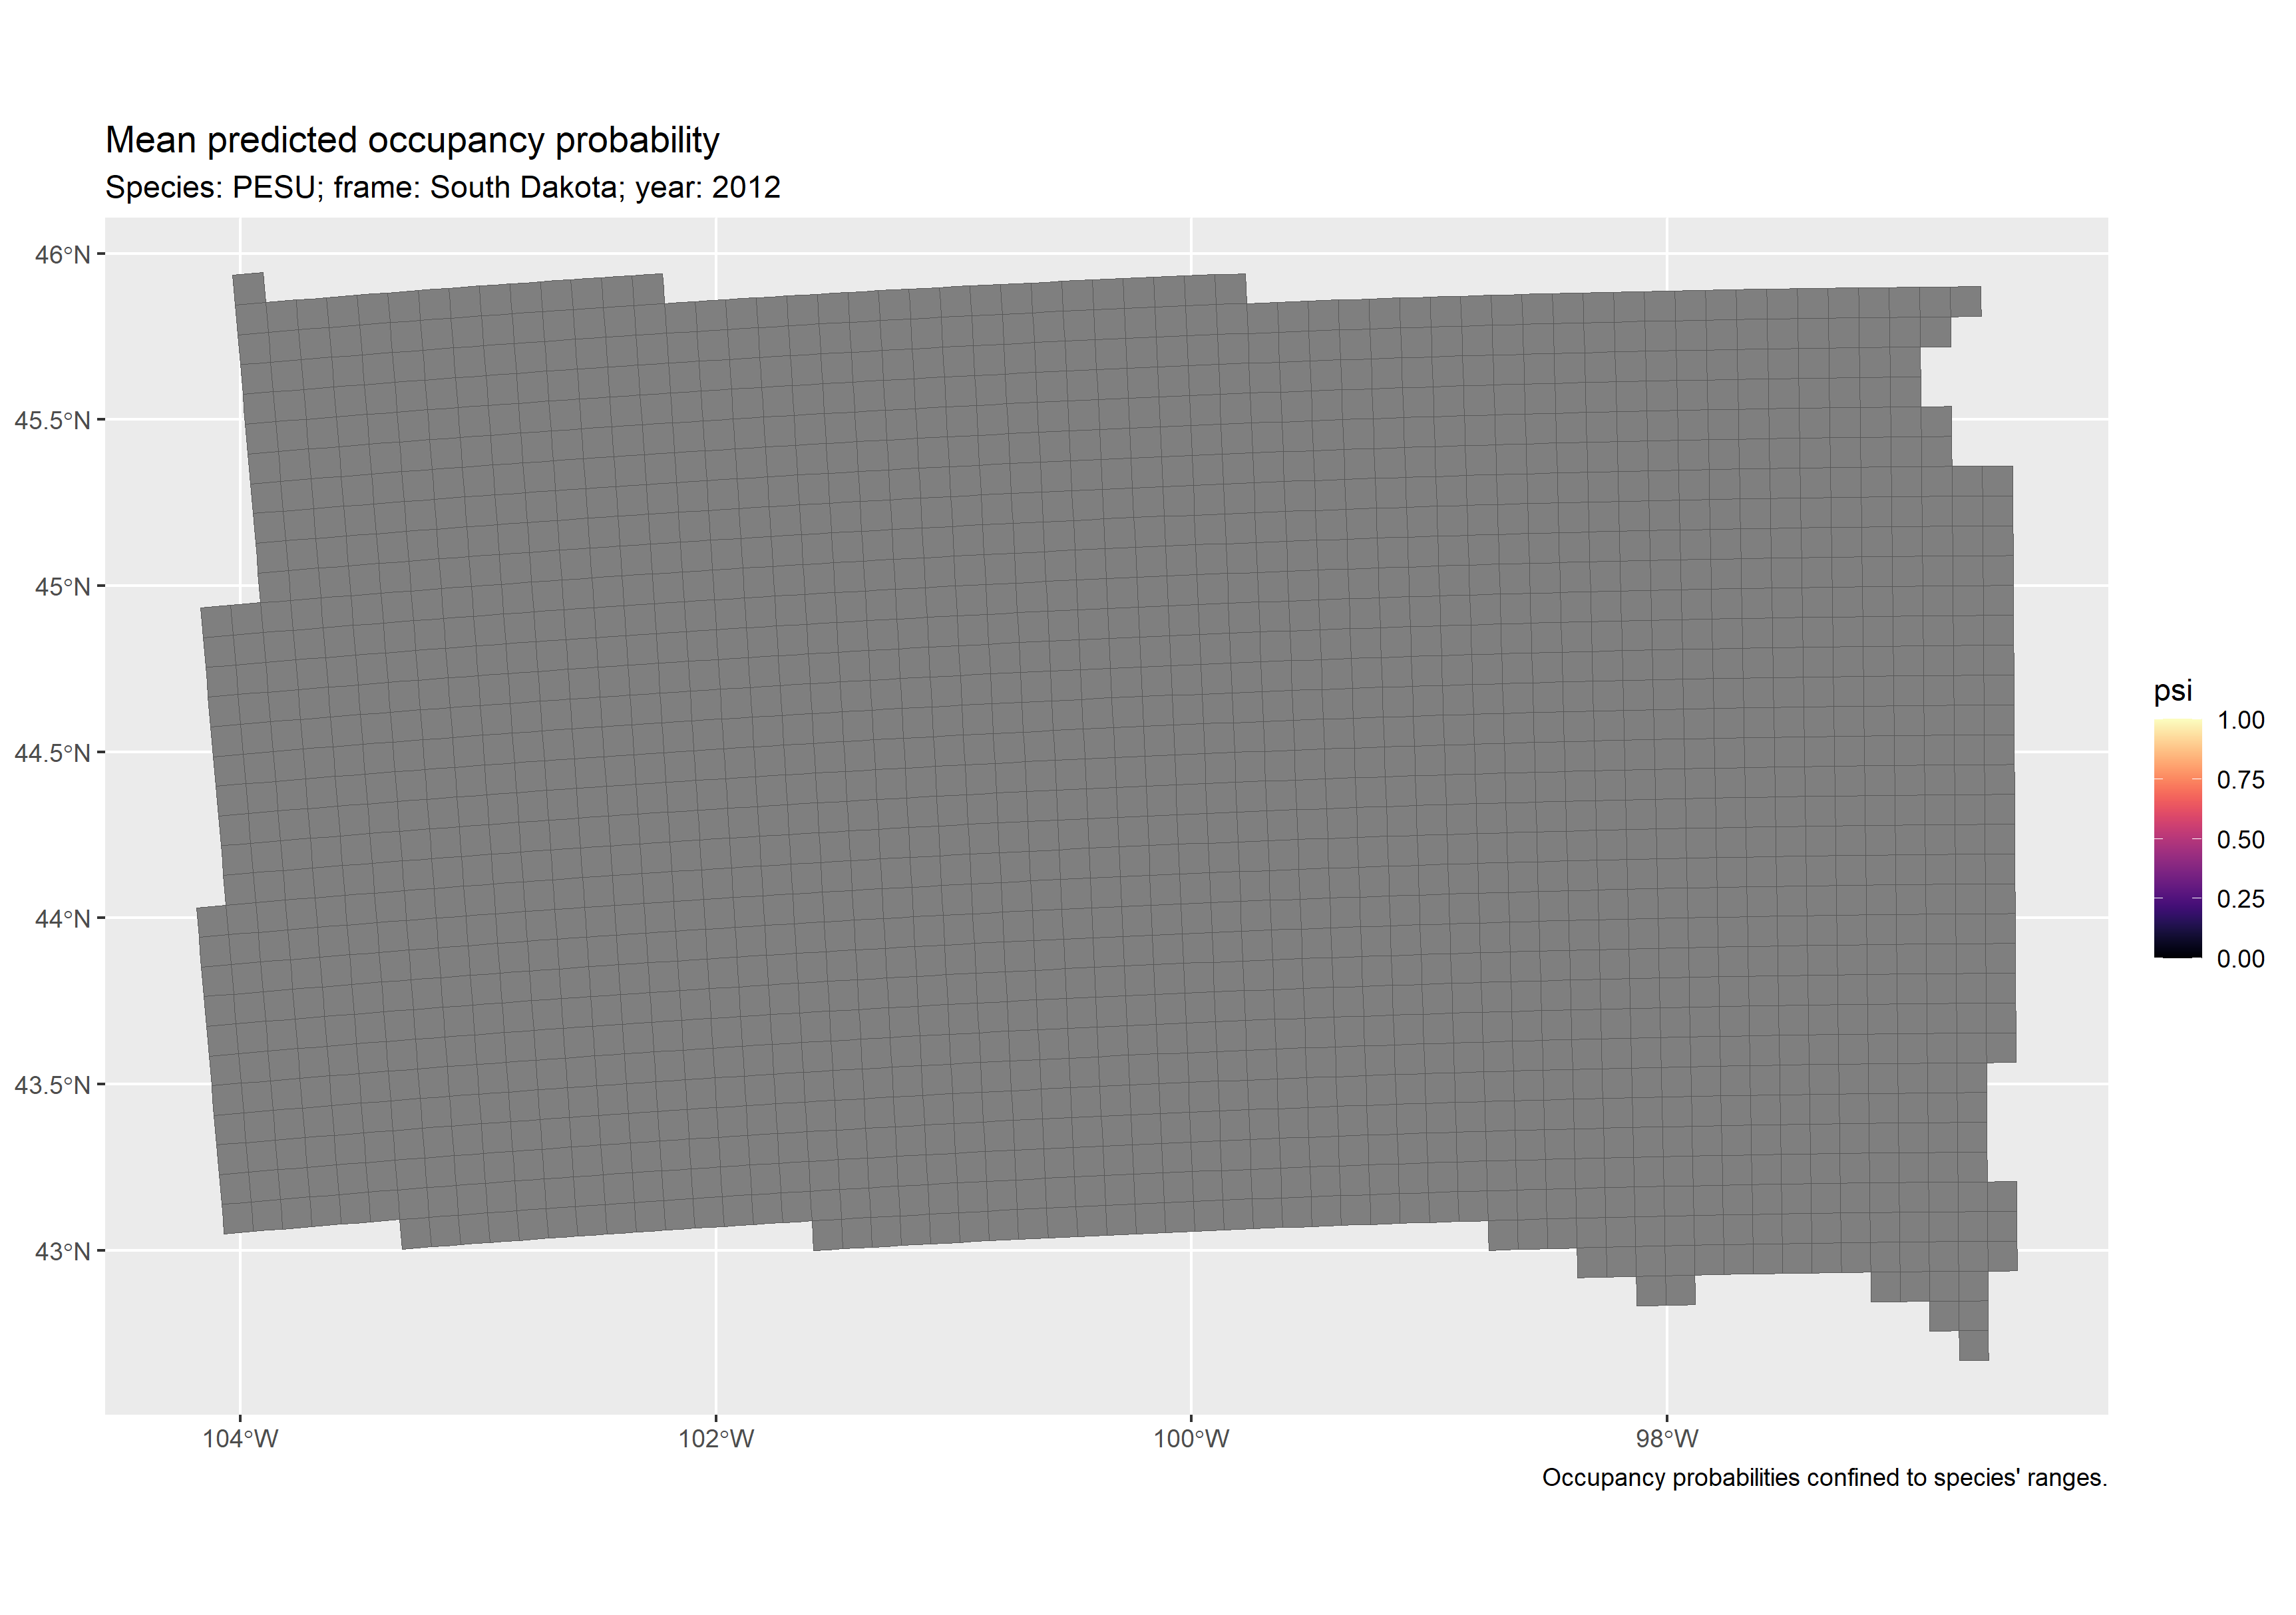 Mean predicted occupancy probability
Species: PESU; frame: South Dakota; year: 2012
46°N
45.5°N
45°N
44.5°N
44°N
43.5°N
43°N
104°W
102°W
100°W
98°W
psi
1.00
0.75
0.50
0.25
0.00
Occupancy probabilities confined to species' ranges.